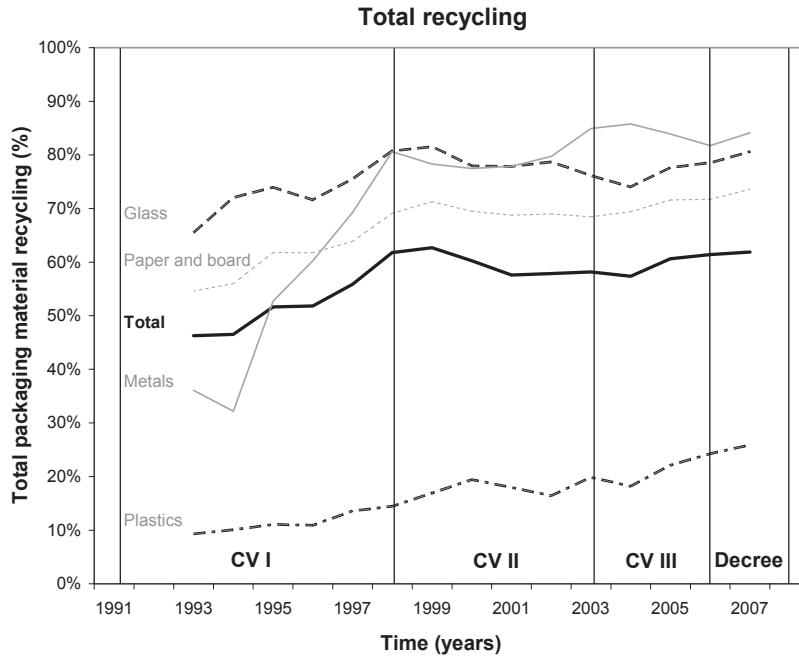 Total recycling
Total packaging material recycling (%)
100%
90%
80%
70%
60%
50%
40%
30%
20%
10%
0%
Glass
Paper and board
Total
Metals
Plastics
CV I
CV II
CV III
Decree
1991
1993
1995
1997
1999
2001
2003
2005
2007
Time (years)